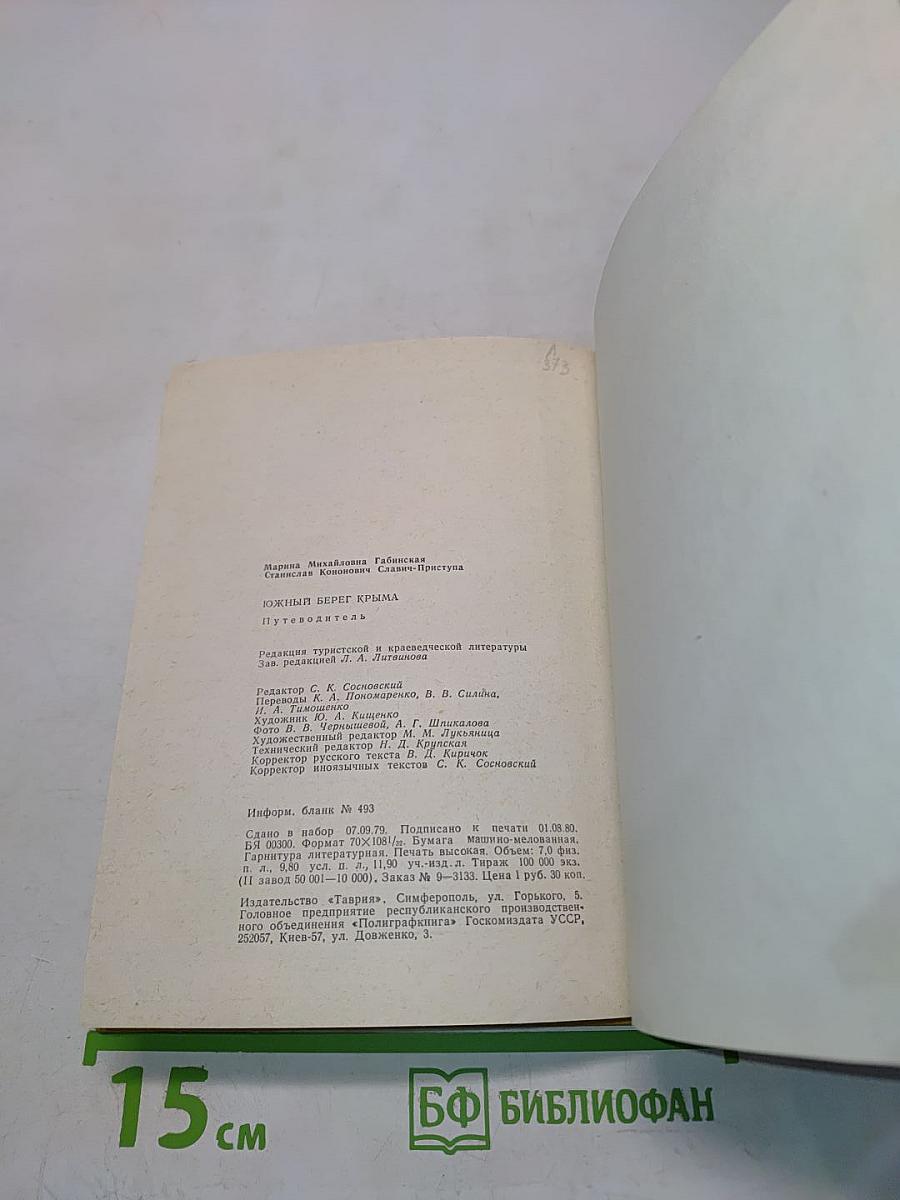 373
Марина Михайловна Габинская
Станислав Кононович Славич-Приступа
ЮЖНЫЙ БЕРЕГ КРЫМА
Путеводитель
Редакция туристской и краеведческой литературы
Зав. редакцией Л. А. Литвинова
Редактор С. К. Сосновский
Переводы К. А. Пономаренко, В. В. Силина,
И. А. Тимошенко
Художник Ю. А. Кищенко
Фото В. В. Чернышевой, А. Г. Шпикалова
Художественный редактор М. М. Лукьяница
Технический редактор Н. Д. Крупская
Корректор русского текста В. Д. Киричок
Корректор иноязычных текстов С. К. Сосновский
Информ. бланк № 493
Сдано в набор 07.09.79. Подписано к печати 01.08.80.
БЯ 00300. Формат 70×108¹/₃₂. Бумага машино-мелованная.
Гарнитура литературная. Печать высокая. Объем: 7,0 физ.
п. л., 9,80 усл. п. л., 11,90 уч.-изд. л. Тираж 100 000 экз.
(II завод 50 001—10 000). Заказ № 9—3133. Цена 1 руб. 30 коп.
Издательство «Таврия», Симферополь, ул. Горького, 5.
Головное предприятие республиканского производствен-
ного объединения «Полиграфкнига» Госкомиздата УССР,
252057, Киев-57, ул. Довженко, 3.
15 см
БФ БИБЛИОФАН